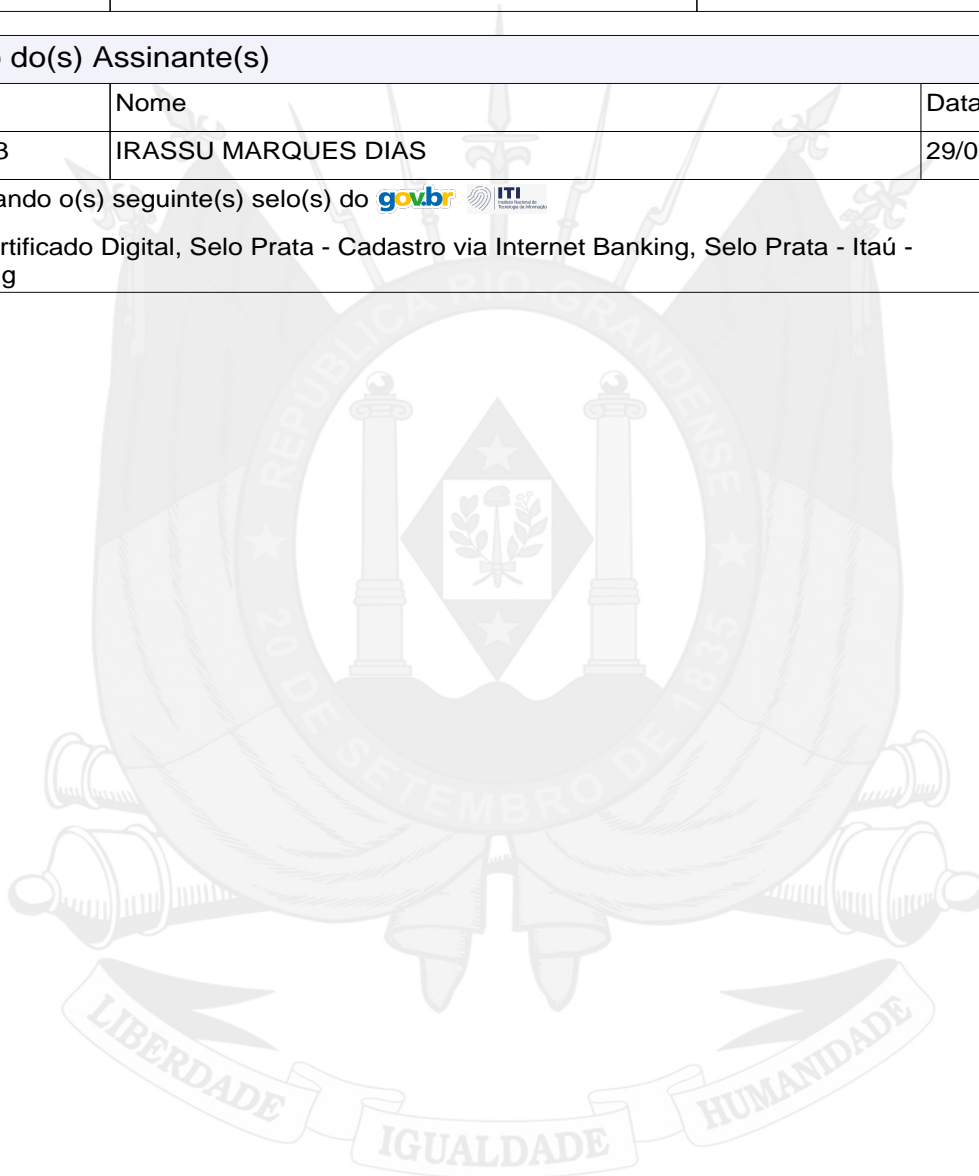 do(s) Assinante(s)
Nome
Data
3
IRASSU MARQUES DIAS
29/0
ando o(s) seguinte(s) selo(s) do gov.br ITI
rtificado Digital, Selo Prata - Cadastro via Internet Banking, Selo Prata - Itaú -
g
REPÚBLICA RIO GRANDENSE
20 DE SETEMBRO DE 1835
LIBERDADE
IGUALDADE
HUMANIDADE